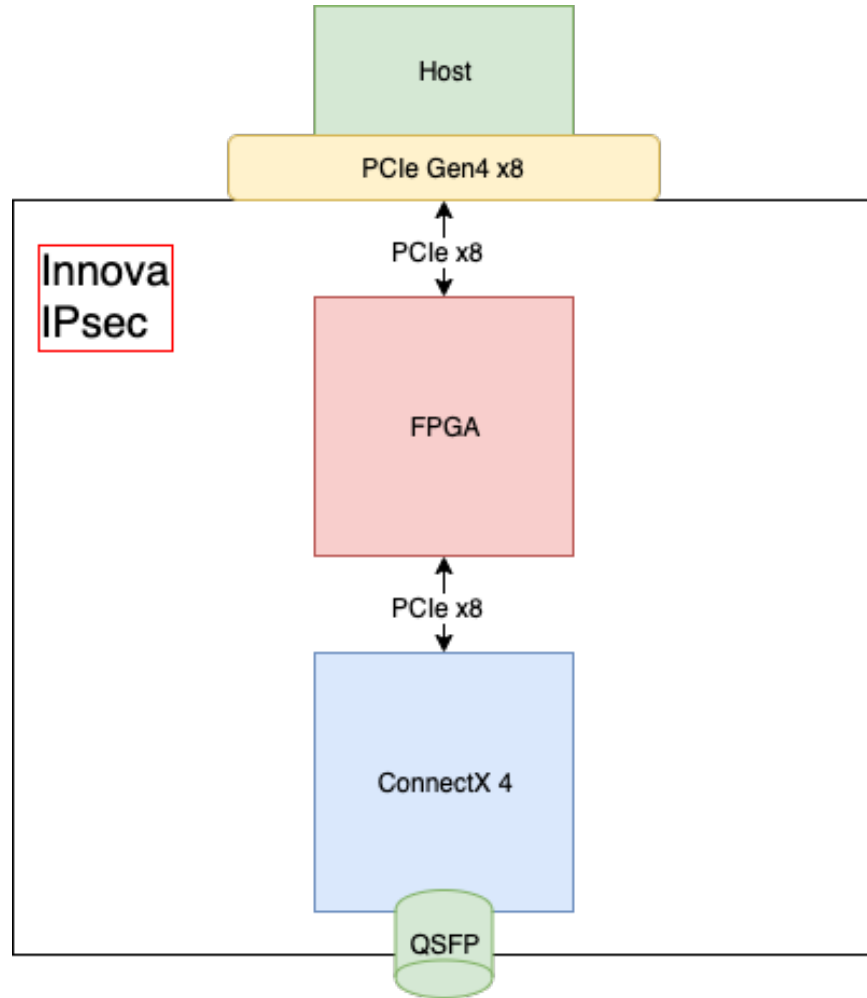 Host
PCIe Gen4 x8
PCIe x8
Innova
IPsec
FPGA
PCIe x8
ConnectX 4
QSFP